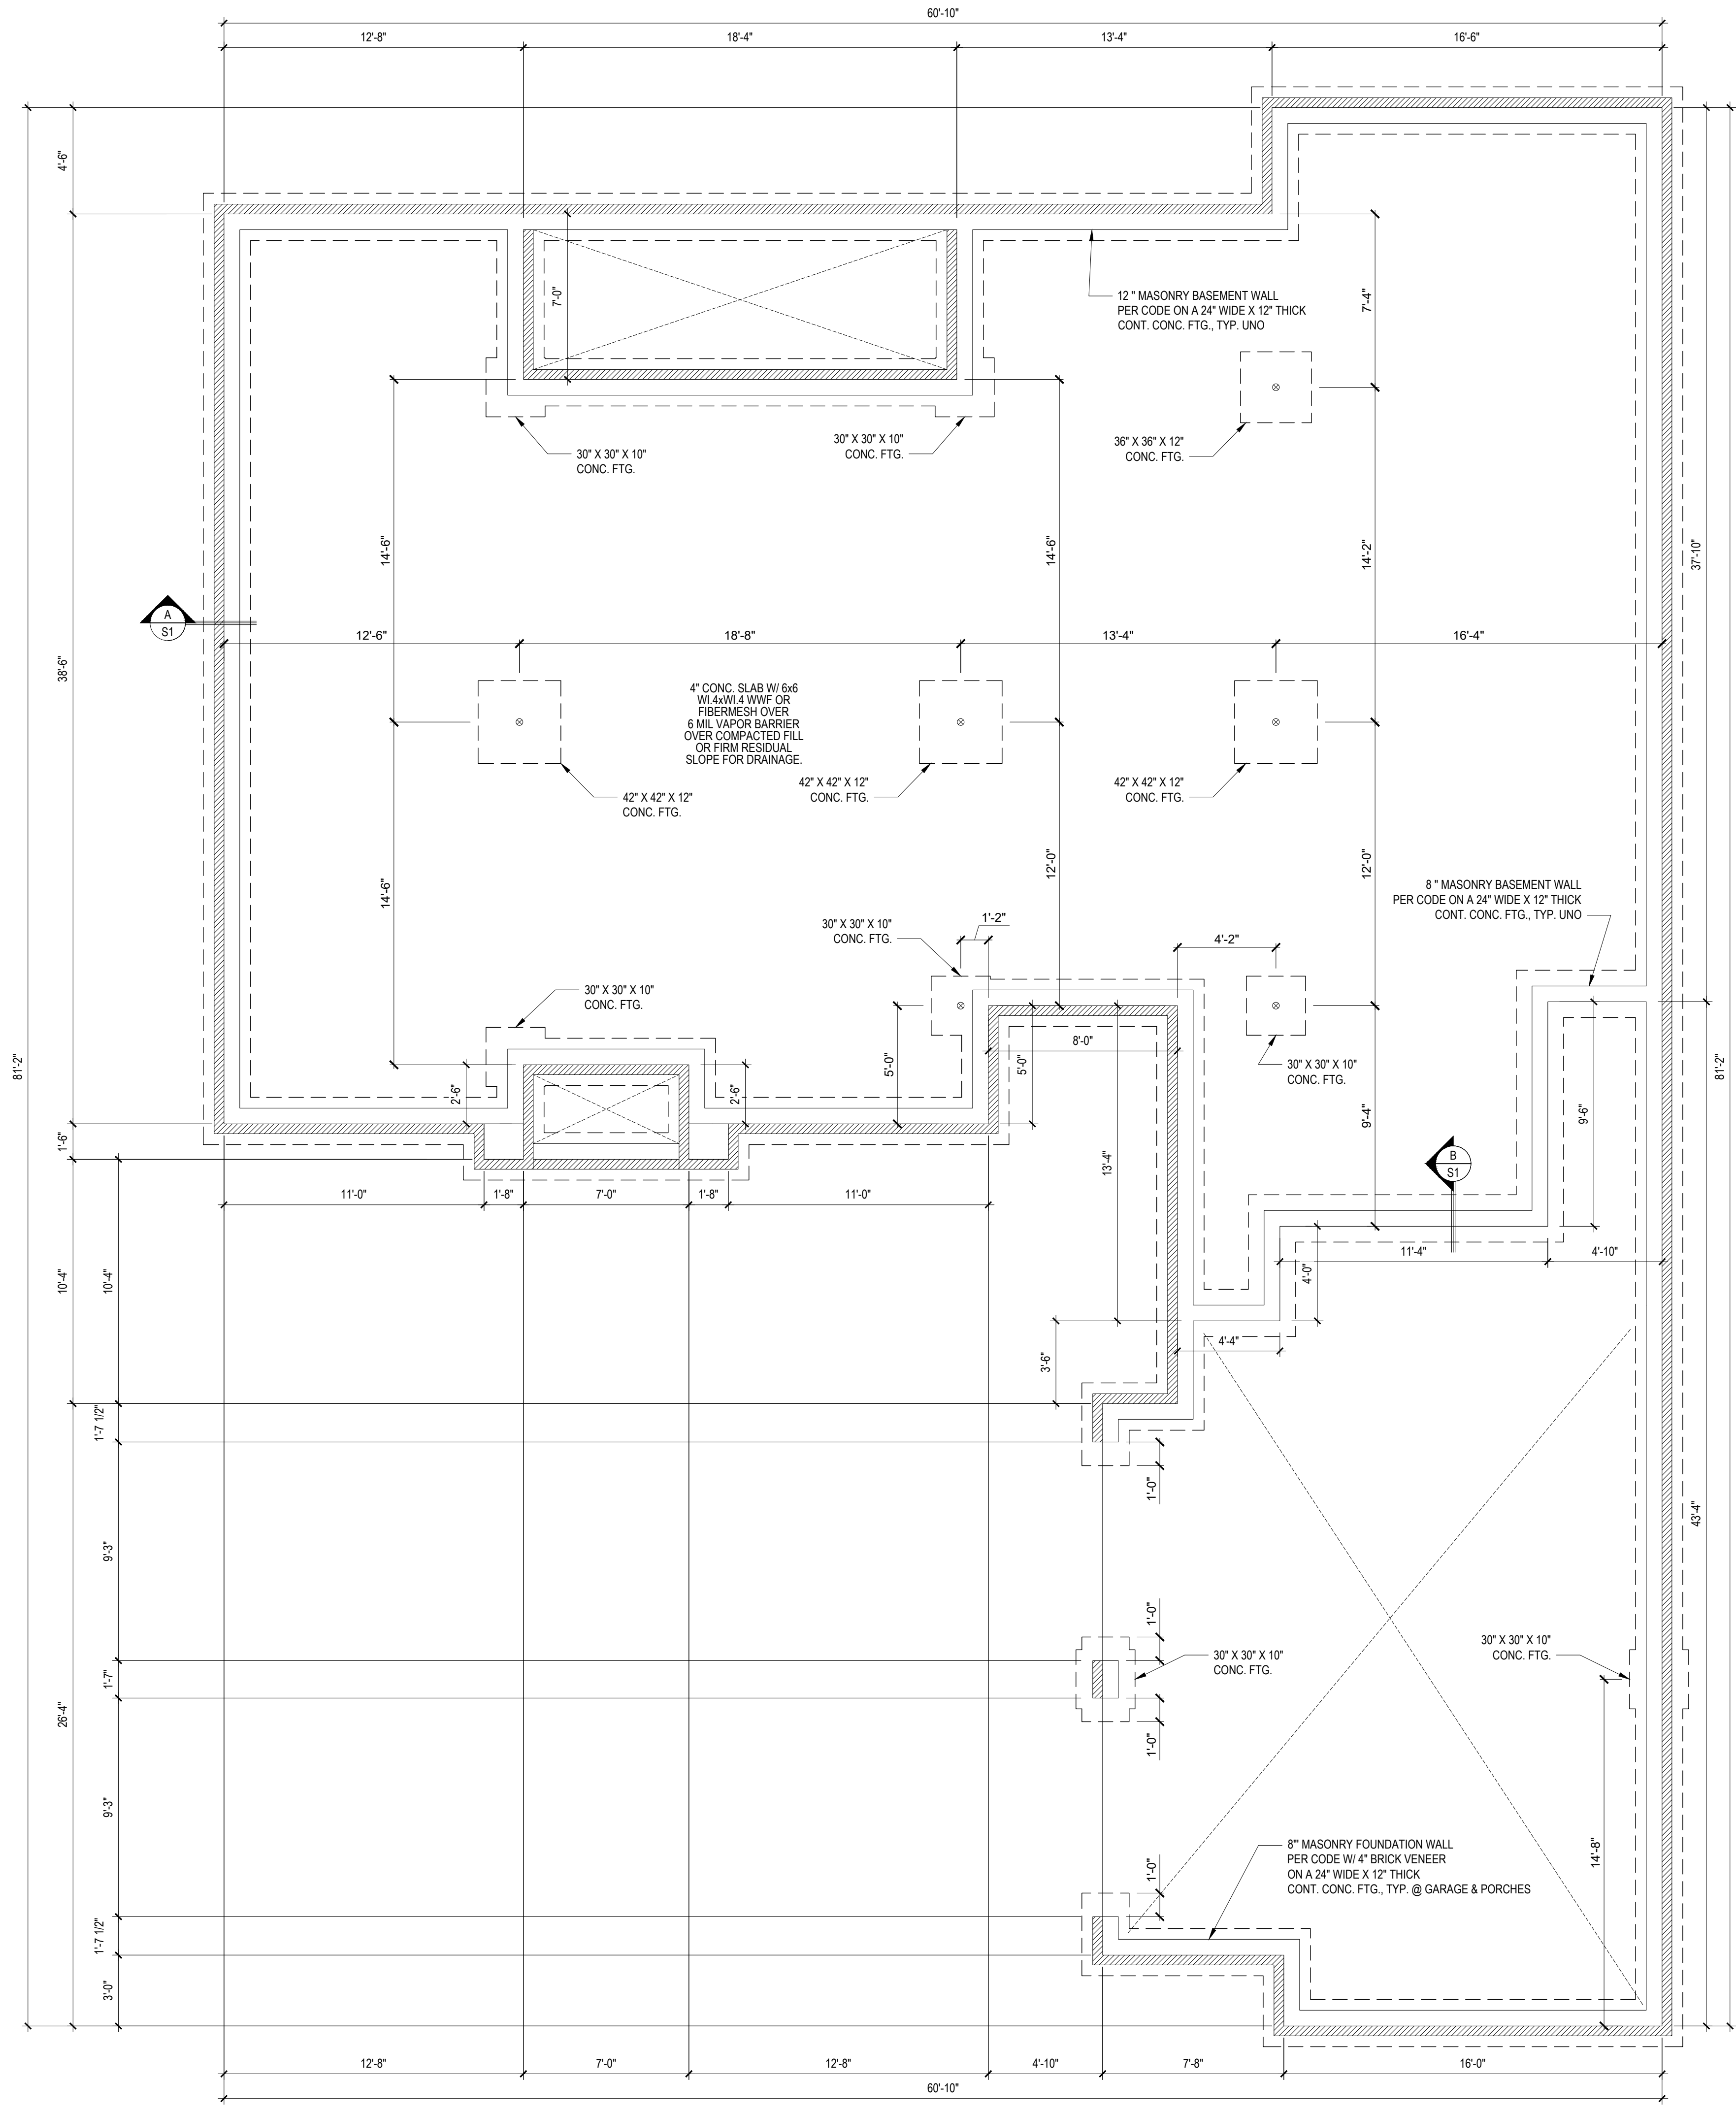 60'-10"
12'-8"
18'-4"
13'-4"
16'-6"
4'-6"
7'-0"
12 " MASONRY BASEMENT WALL
PER CODE ON A 24" WIDE X 12" THICK
CONT. CONC. FTG., TYP. UNO
7'-4"
30" X 30" X 10"
CONC. FTG.
30" X 30" X 10"
CONC. FTG.
36" X 36" X 12"
CONC. FTG.
14'-6"
14'-6"
14'-2"
37'-10"
A
S1
38'-6"
12'-6"
18'-8"
13'-4"
16'-4"
4" CONC. SLAB W/ 6x6
WI.4xWI.4 WWF OR
FIBERMESH OVER
6 MIL VAPOR BARRIER
OVER COMPACTED FILL
OR FIRM RESIDUAL
SLOPE FOR DRAINAGE.
42" X 42" X 12"
CONC. FTG.
42" X 42" X 12"
CONC. FTG.
42" X 42" X 12"
CONC. FTG.
14'-6"
12'-0"
12'-0"
8 " MASONRY BASEMENT WALL
PER CODE ON A 24" WIDE X 12" THICK
CONT. CONC. FTG., TYP. UNO
30" X 30" X 10"
CONC. FTG.
1'-2"
4'-2"
30" X 30" X 10"
CONC. FTG.
81'-2"
81'-2"
2'-6"
2'-6"
5'-0"
5'-0"
8'-0"
30" X 30" X 10"
CONC. FTG.
9'-4"
9'-6"
1'-6"
13'-4"
B
S1
11'-0"
1'-8"
7'-0"
1'-8"
11'-0"
10'-4"
10'-4"
11'-4"
4'-10"
4'-0"
4'-4"
3'-6"
1'-7 1/2"
1'-0"
43'-4"
9'-3"
1'-0"
30" X 30" X 10"
CONC. FTG.
30" X 30" X 10"
CONC. FTG.
1'-7"
26'-4"
1'-0"
9'-3"
14'-8"
8'" MASONRY FOUNDATION WALL
PER CODE W/ 4" BRICK VENEER
ON A 24" WIDE X 12" THICK
CONT. CONC. FTG., TYP. @ GARAGE & PORCHES
1'-0"
1'-7 1/2"
3'-0"
12'-8"
7'-0"
12'-8"
4'-10"
7'-8"
16'-0"
60'-10"